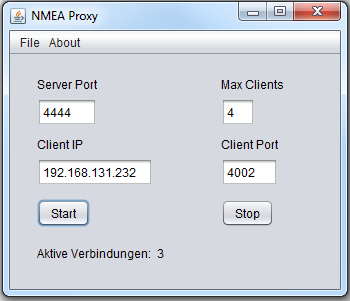 NMEA Proxy
File About
Server Port Max Clients
4444 4
Client IP Client Port
192.168.131.232 4002
Start Stop
Aktive Verbindungen: 3